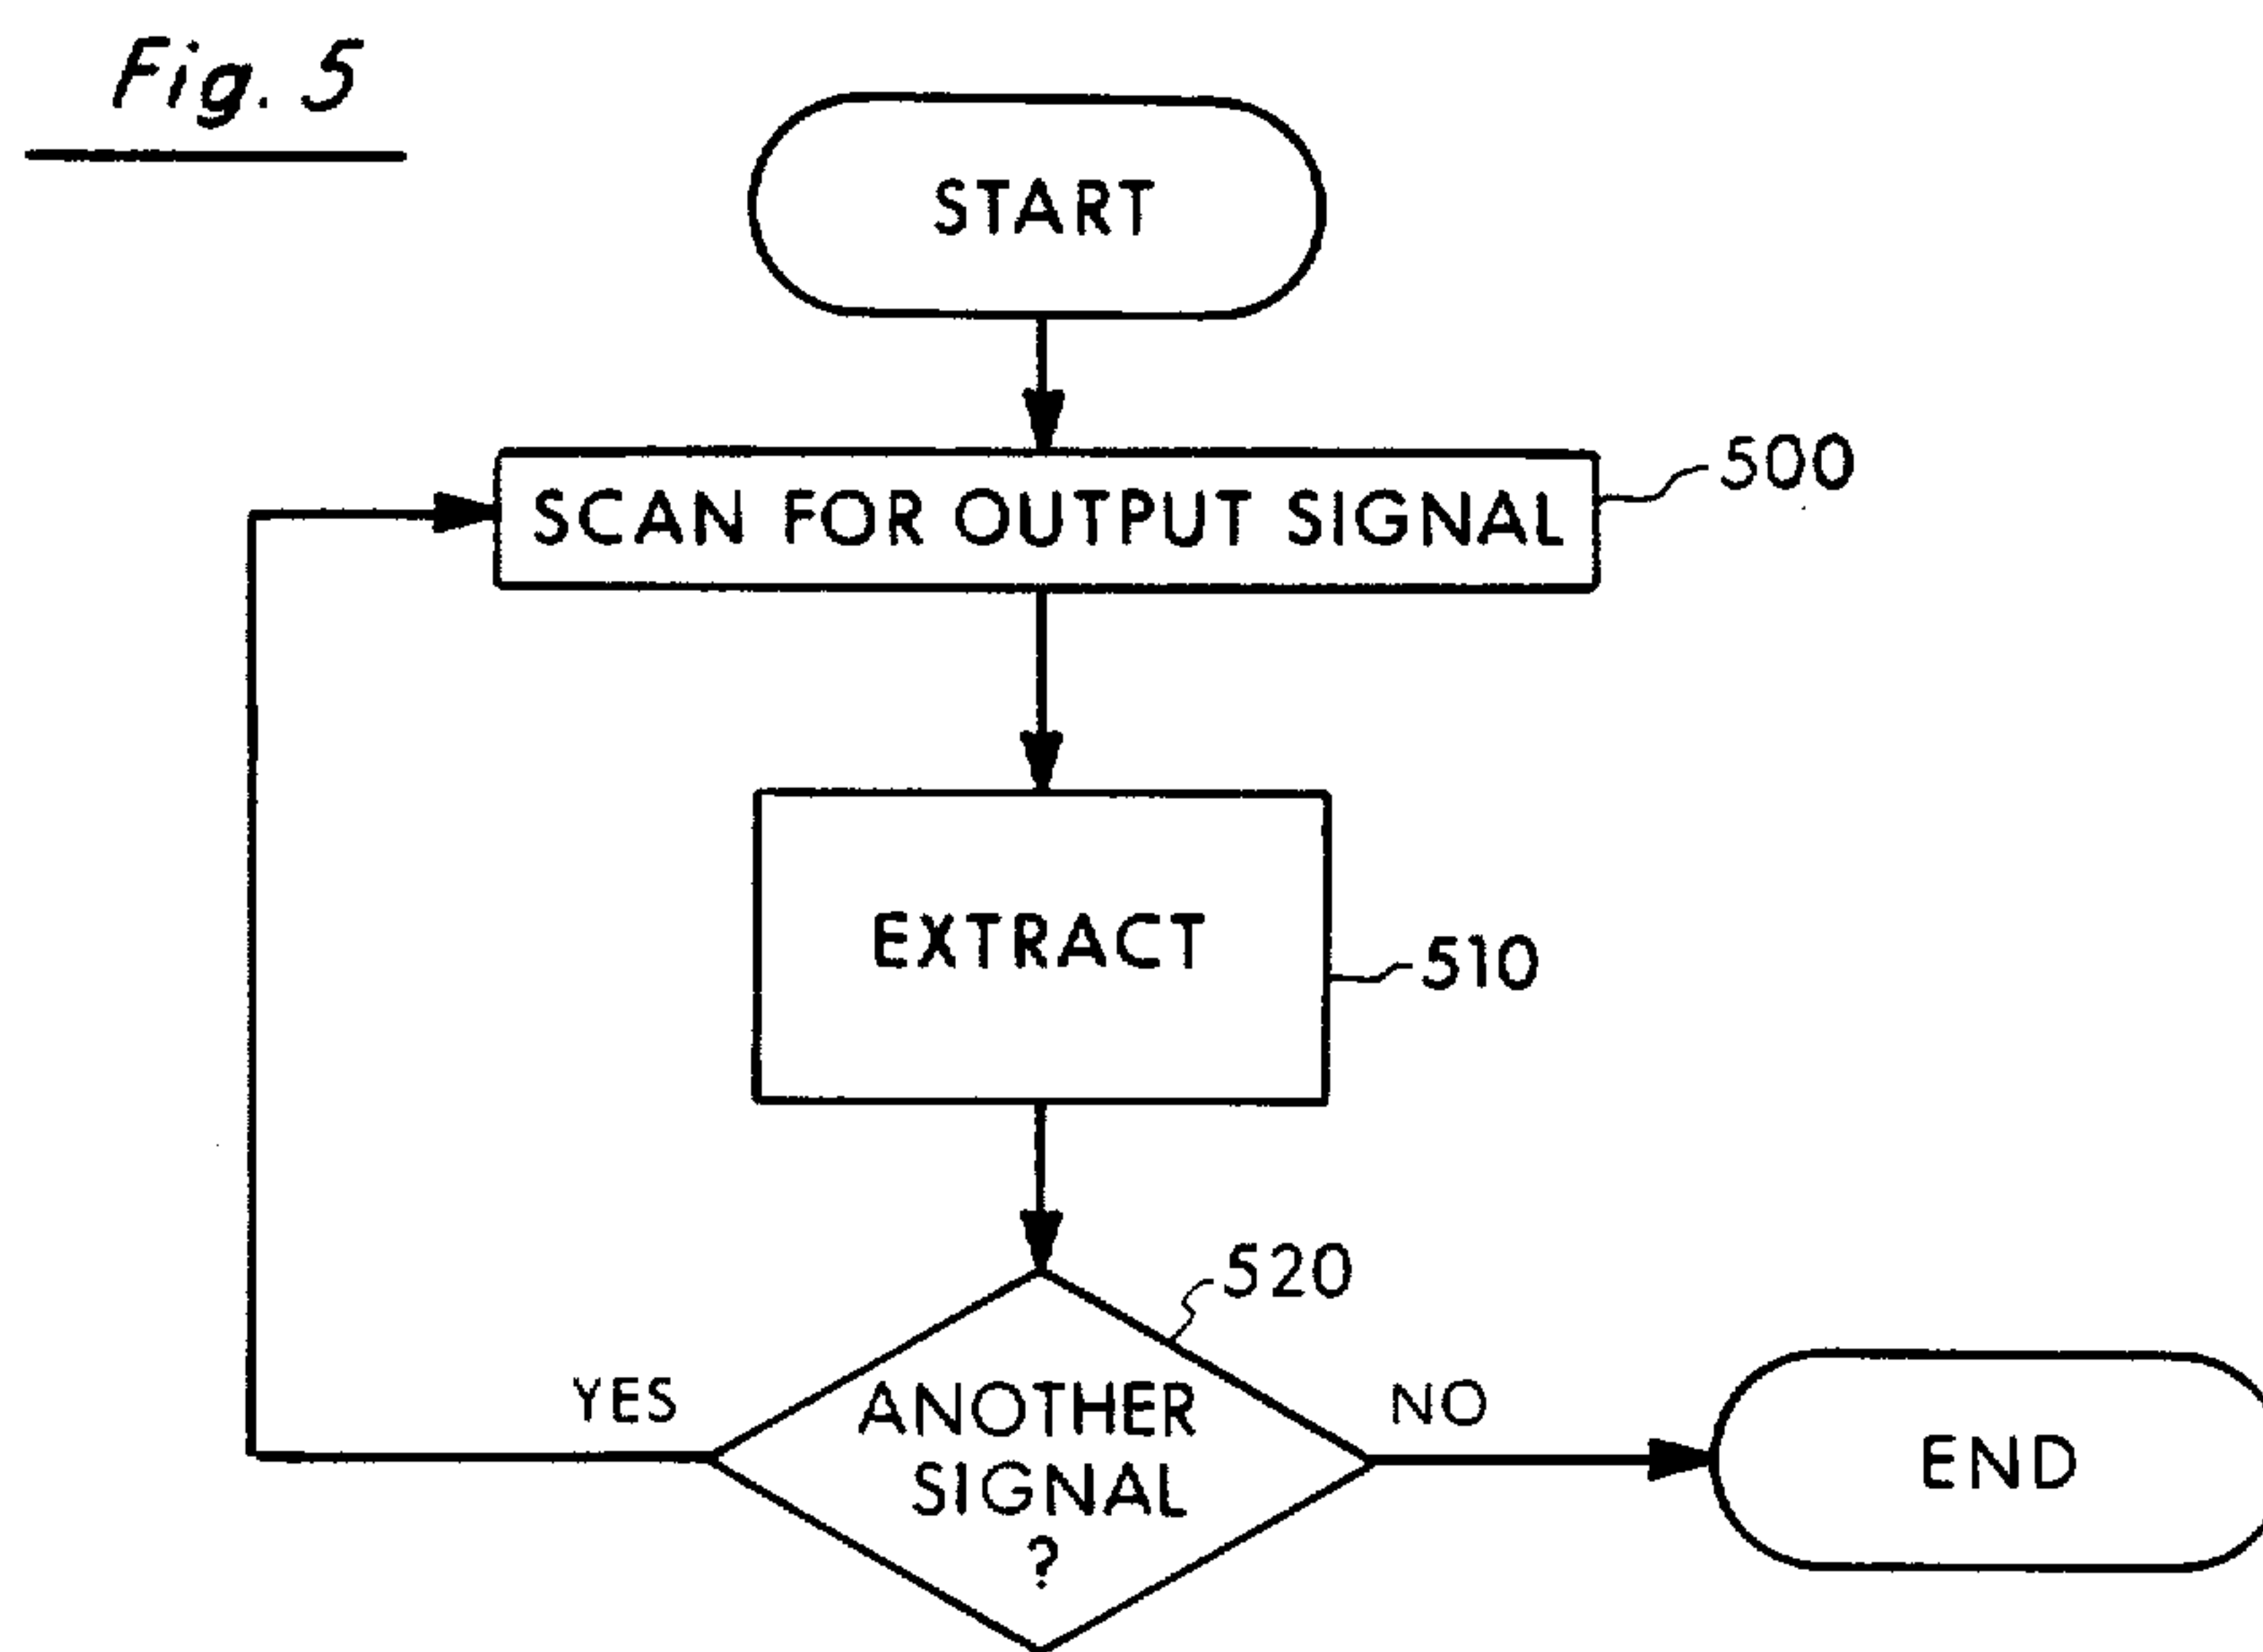 Fig. 5
START
SCAN FOR OUTPUT SIGNAL
500
EXTRACT
510
520
YES
ANOTHER
SIGNAL
?
NO
END